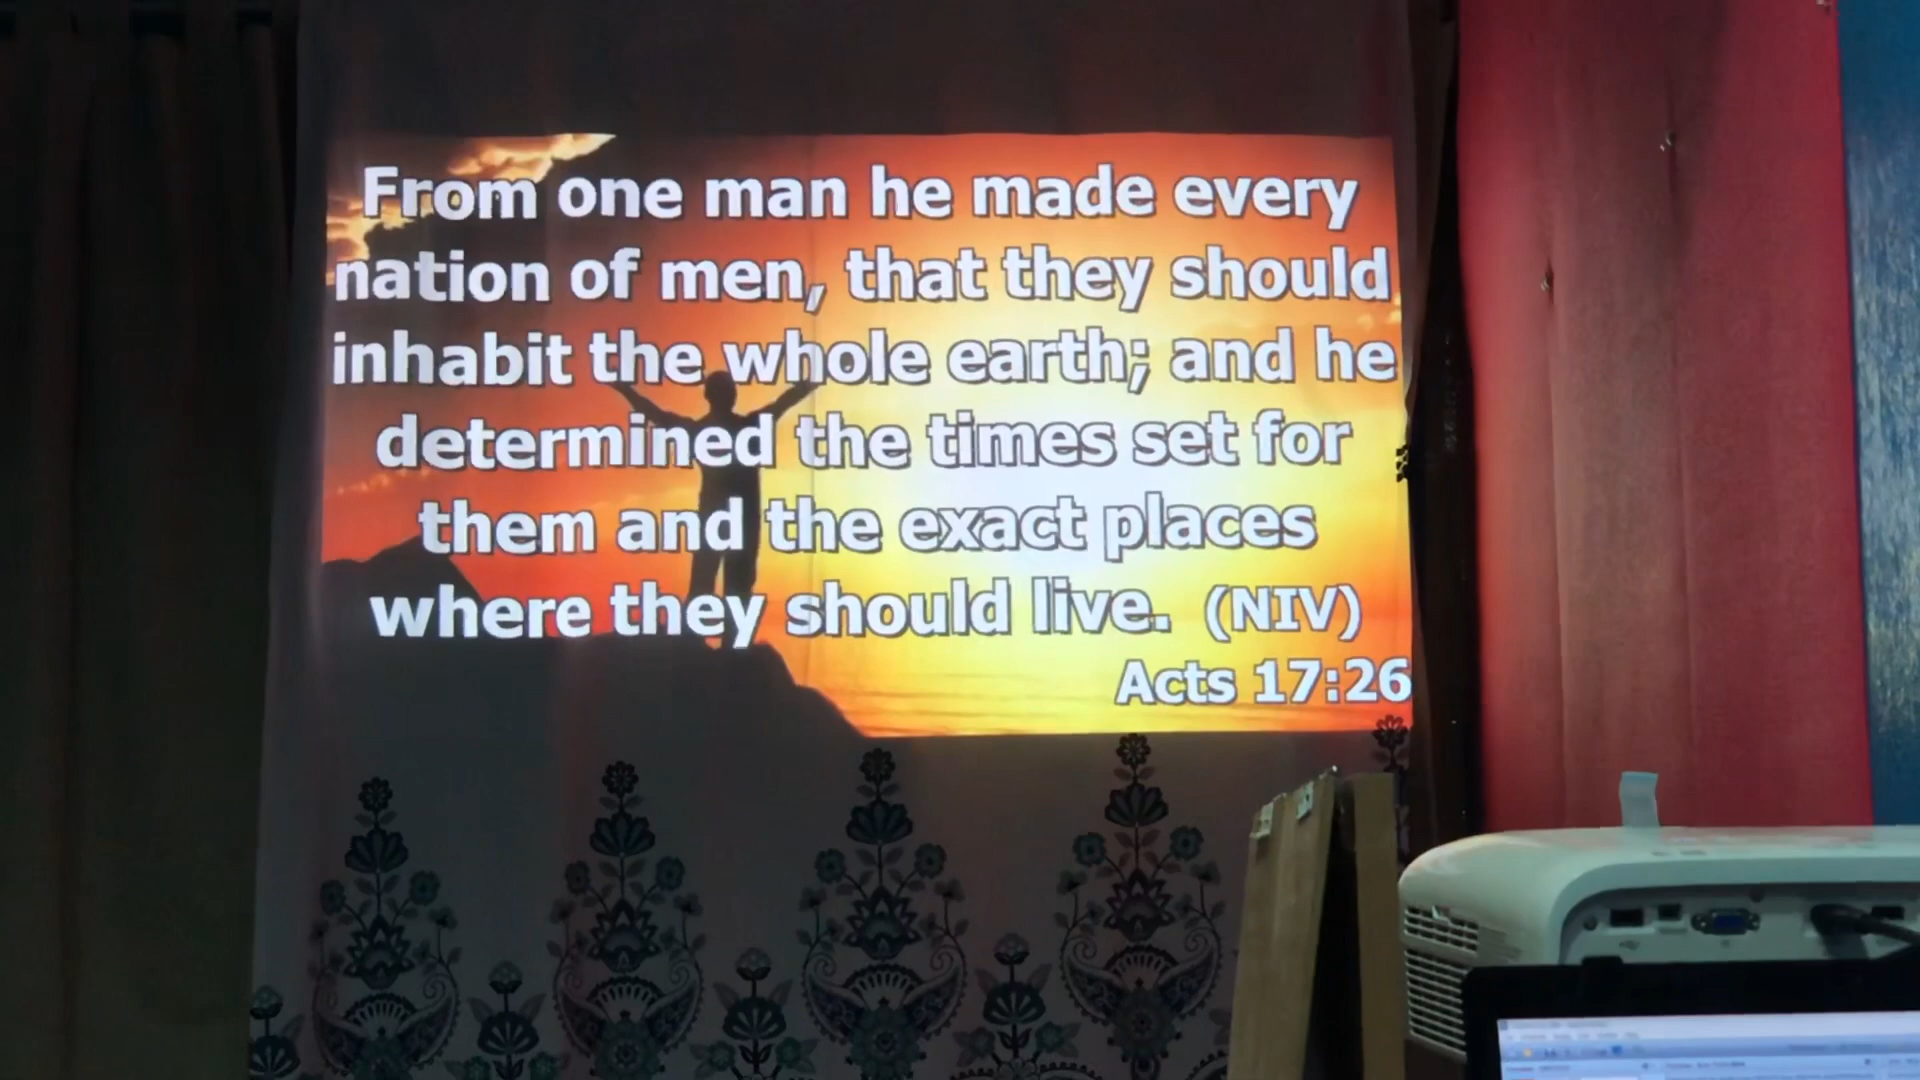 From one man he made every
nation of men, that they should
inhabit the whole earth; and he
determined the times set for
them and the exact places
where they should live. (NIV)
Acts 17:26